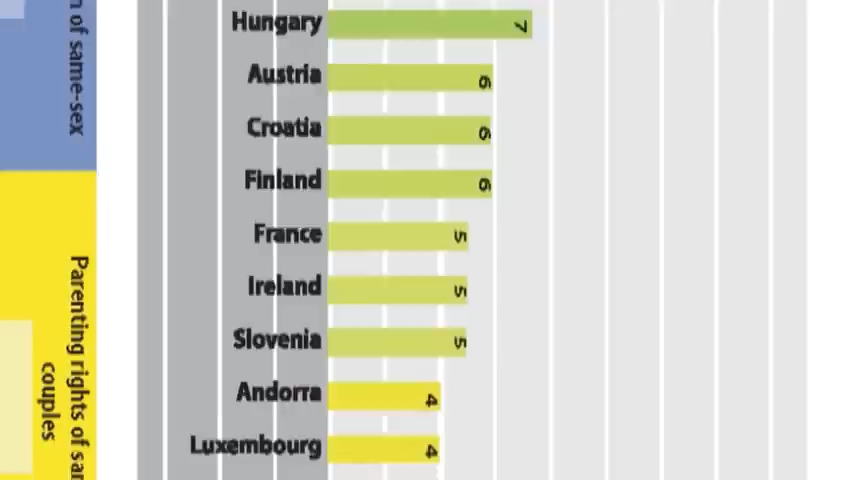 n of same-sex
Parenting rights of sam
couples
Hungary 7
Austria 6
Croatia 6
Finland 6
France 5
Ireland 5
Slovenia 5
Andorra 4
Luxembourg 4